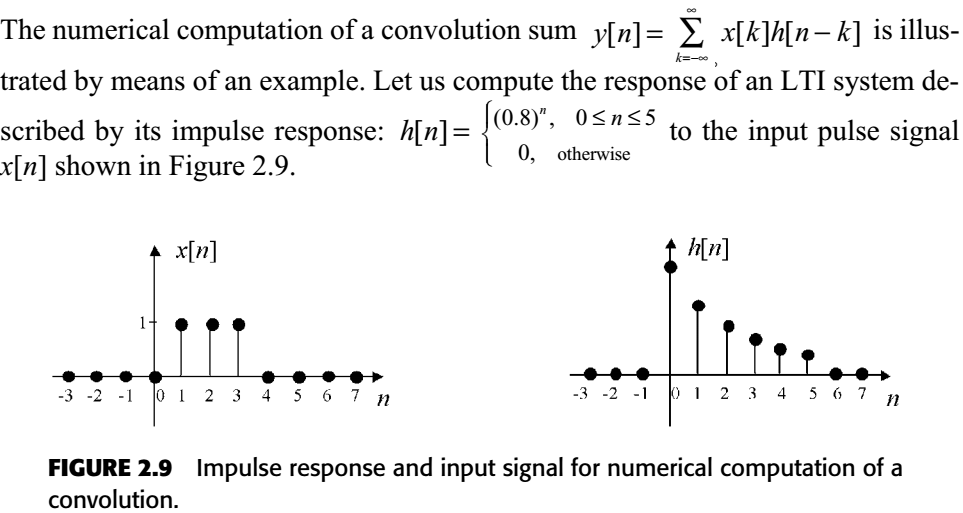 The numerical computation of a convolution sum y[n] = ∞ Σ k=−∞ , x[k]h[n − k] is illus-
trated by means of an example. Let us compute the response of an LTI system de-
scribed by its impulse response: h[n] = { (0.8)ⁿ, 0 ≤ n ≤ 5 0, otherwise to the input pulse signal
x[n] shown in Figure 2.9.
x[n]
1
-3 -2 -1 0 1 2 3 4 5 6 7 n
h[n]
-3 -2 -1 0 1 2 3 4 5 6 7 n
FIGURE 2.9 Impulse response and input signal for numerical computation of a
convolution.